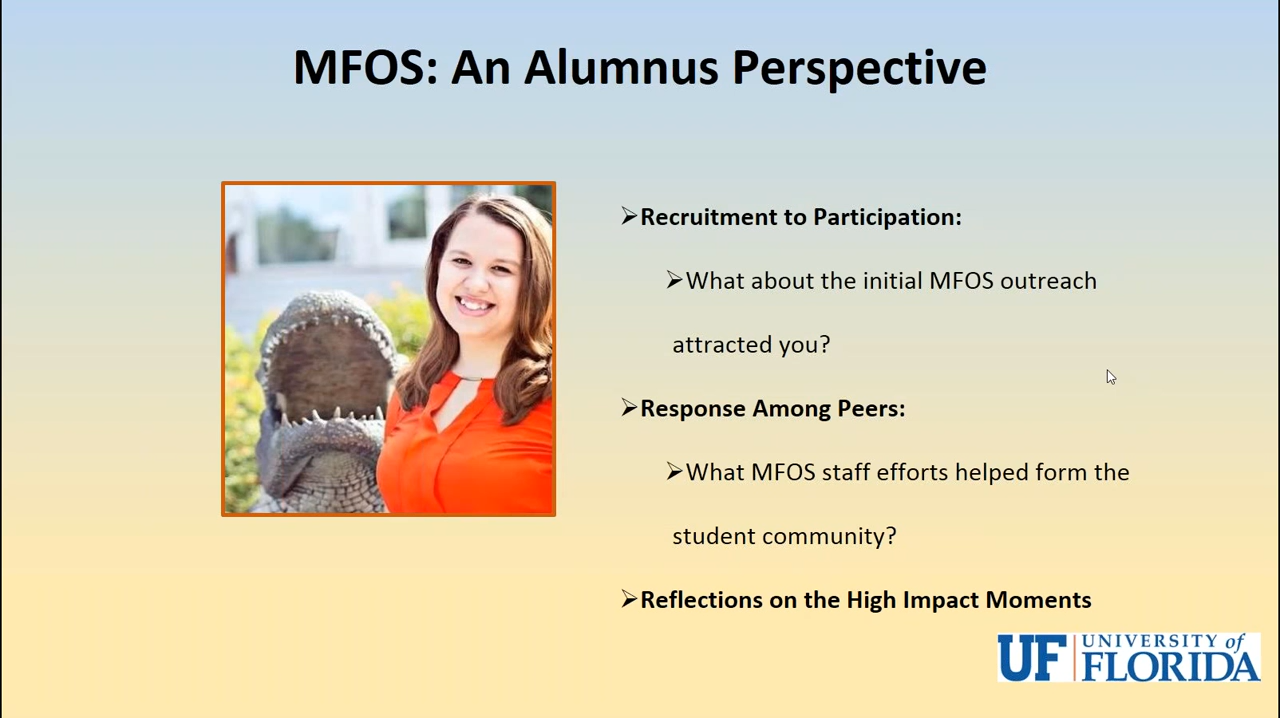 MFOS: An Alumnus Perspective
➢Recruitment to Participation:
➢What about the initial MFOS outreach
attracted you?
➢Response Among Peers:
➢What MFOS staff efforts helped form the
student community?
➢Reflections on the High Impact Moments
UF UNIVERSITY of
FLORIDA